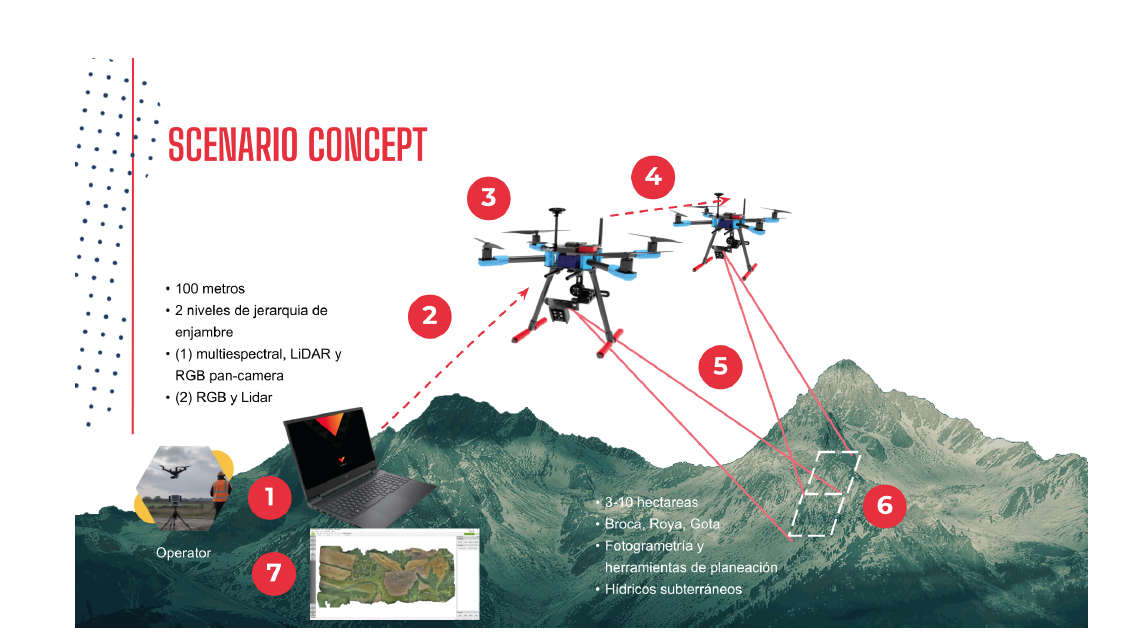 SCENARIO CONCEPT
3
4
• 100 metros
• 2 niveles de jerarquia de
enjambre
• (1) multiespectral, LiDAR y
RGB pan-camera
• (2) RGB y Lidar
2
5
1
Operator
7
• 3-10 hectareas
• Broca, Roya, Gota
• Fotogrametría y
herramientas de planeación
• Hídricos subterráneos
6